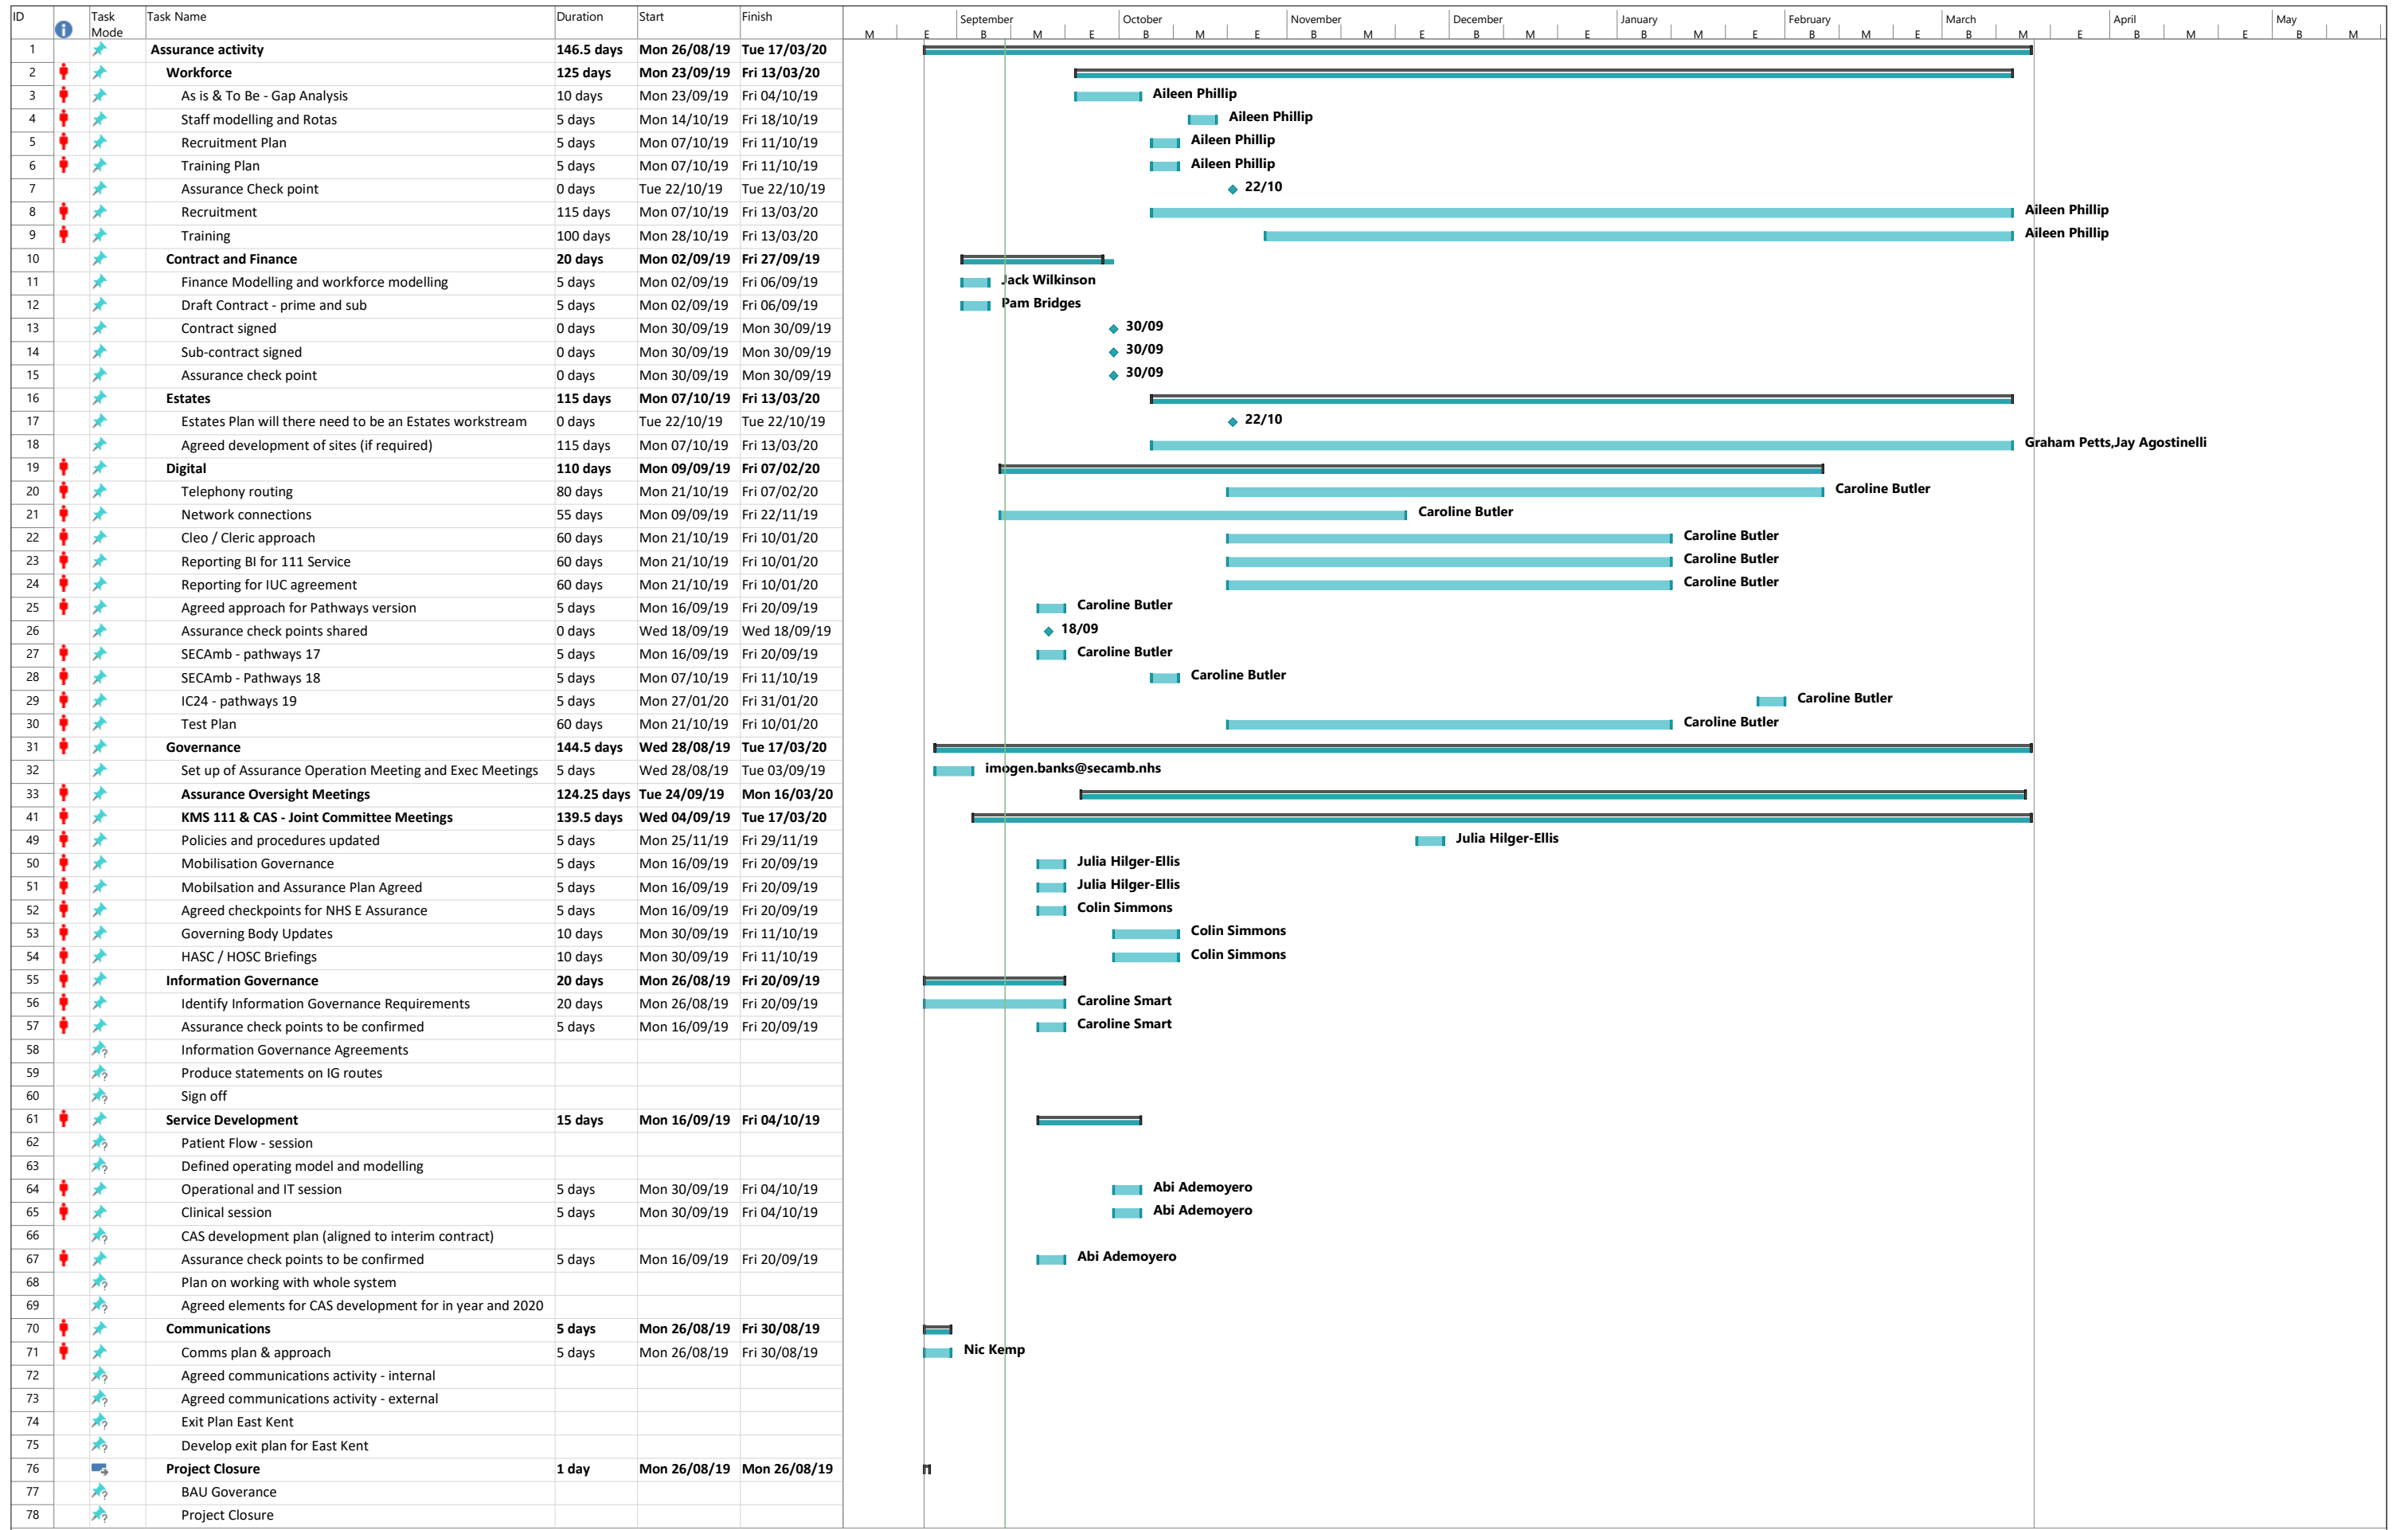 ID Task Mode Task Name Duration Start Finish September October November December January February March April May
M E B M E B M E B M E B M E B M E B M E B M E B M E B M
1 Assurance activity 146.5 days Mon 26/08/19 Tue 17/03/20
2 Workforce 125 days Mon 23/09/19 Fri 13/03/20
3 As is & To Be - Gap Analysis 10 days Mon 23/09/19 Fri 04/10/19 Aileen Phillip
4 Staff modelling and Rotas 5 days Mon 14/10/19 Fri 18/10/19 Aileen Phillip
5 Recruitment Plan 5 days Mon 07/10/19 Fri 11/10/19 Aileen Phillip
6 Training Plan 5 days Mon 07/10/19 Fri 11/10/19 Aileen Phillip
7 Assurance Check point 0 days Tue 22/10/19 Tue 22/10/19 22/10
8 Recruitment 115 days Mon 07/10/19 Fri 13/03/20 Aileen Phillip
9 Training 100 days Mon 28/10/19 Fri 13/03/20 Aileen Phillip
10 Contract and Finance 20 days Mon 02/09/19 Fri 27/09/19
11 Finance Modelling and workforce modelling 5 days Mon 02/09/19 Fri 06/09/19 Jack Wilkinson
12 Draft Contract - prime and sub 5 days Mon 02/09/19 Fri 06/09/19 Pam Bridges
13 Contract signed 0 days Mon 30/09/19 Mon 30/09/19 30/09
14 Sub-contract signed 0 days Mon 30/09/19 Mon 30/09/19 30/09
15 Assurance check point 0 days Mon 30/09/19 Mon 30/09/19 30/09
16 Estates 115 days Mon 07/10/19 Fri 13/03/20
17 Estates Plan will there need to be an Estates workstream 0 days Tue 22/10/19 Tue 22/10/19 22/10
18 Agreed development of sites (if required) 115 days Mon 07/10/19 Fri 13/03/20 Graham Petts,Jay Agostinelli
19 Digital 110 days Mon 09/09/19 Fri 07/02/20
20 Telephony routing 80 days Mon 21/10/19 Fri 07/02/20 Caroline Butler
21 Network connections 55 days Mon 09/09/19 Fri 22/11/19 Caroline Butler
22 Cleo / Cleric approach 60 days Mon 21/10/19 Fri 10/01/20 Caroline Butler
23 Reporting BI for 111 Service 60 days Mon 21/10/19 Fri 10/01/20 Caroline Butler
24 Reporting for IUC agreement 60 days Mon 21/10/19 Fri 10/01/20 Caroline Butler
25 Agreed approach for Pathways version 5 days Mon 16/09/19 Fri 20/09/19 Caroline Butler
26 Assurance check points shared 0 days Wed 18/09/19 Wed 18/09/19 18/09
27 SECAmb - pathways 17 5 days Mon 16/09/19 Fri 20/09/19 Caroline Butler
28 SECAmb - Pathways 18 5 days Mon 07/10/19 Fri 11/10/19 Caroline Butler
29 IC24 - pathways 19 5 days Mon 27/01/20 Fri 31/01/20 Caroline Butler
30 Test Plan 60 days Mon 21/10/19 Fri 10/01/20 Caroline Butler
31 Governance 144.5 days Wed 28/08/19 Tue 17/03/20
32 Set up of Assurance Operation Meeting and Exec Meetings 5 days Wed 28/08/19 Tue 03/09/19 imogen.banks@secamb.nhs
33 Assurance Oversight Meetings 124.25 days Tue 24/09/19 Mon 16/03/20
41 KMS 111 & CAS - Joint Committee Meetings 139.5 days Wed 04/09/19 Tue 17/03/20
49 Policies and procedures updated 5 days Mon 25/11/19 Fri 29/11/19 Julia Hilger-Ellis
50 Mobilisation Governance 5 days Mon 16/09/19 Fri 20/09/19 Julia Hilger-Ellis
51 Mobilsation and Assurance Plan Agreed 5 days Mon 16/09/19 Fri 20/09/19 Julia Hilger-Ellis
52 Agreed checkpoints for NHS E Assurance 5 days Mon 16/09/19 Fri 20/09/19 Colin Simmons
53 Governing Body Updates 10 days Mon 30/09/19 Fri 11/10/19 Colin Simmons
54 HASC / HOSC Briefings 10 days Mon 30/09/19 Fri 11/10/19 Colin Simmons
55 Information Governance 20 days Mon 26/08/19 Fri 20/09/19
56 Identify Information Governance Requirements 20 days Mon 26/08/19 Fri 20/09/19 Caroline Smart
57 Assurance check points to be confirmed 5 days Mon 16/09/19 Fri 20/09/19 Caroline Smart
58 Information Governance Agreements
59 Produce statements on IG routes
60 Sign off
61 Service Development 15 days Mon 16/09/19 Fri 04/10/19
62 Patient Flow - session
63 Defined operating model and modelling
64 Operational and IT session 5 days Mon 30/09/19 Fri 04/10/19 Abi Ademoyero
65 Clinical session 5 days Mon 30/09/19 Fri 04/10/19 Abi Ademoyero
66 CAS development plan (aligned to interim contract)
67 Assurance check points to be confirmed 5 days Mon 16/09/19 Fri 20/09/19 Abi Ademoyero
68 Plan on working with whole system
69 Agreed elements for CAS development for in year and 2020
70 Communications 5 days Mon 26/08/19 Fri 30/08/19
71 Comms plan & approach 5 days Mon 26/08/19 Fri 30/08/19 Nic Kemp
72 Agreed communications activity - internal
73 Agreed communications activity - external
74 Exit Plan East Kent
75 Develop exit plan for East Kent
76 Project Closure 1 day Mon 26/08/19 Mon 26/08/19
77 BAU Goverance
78 Project Closure